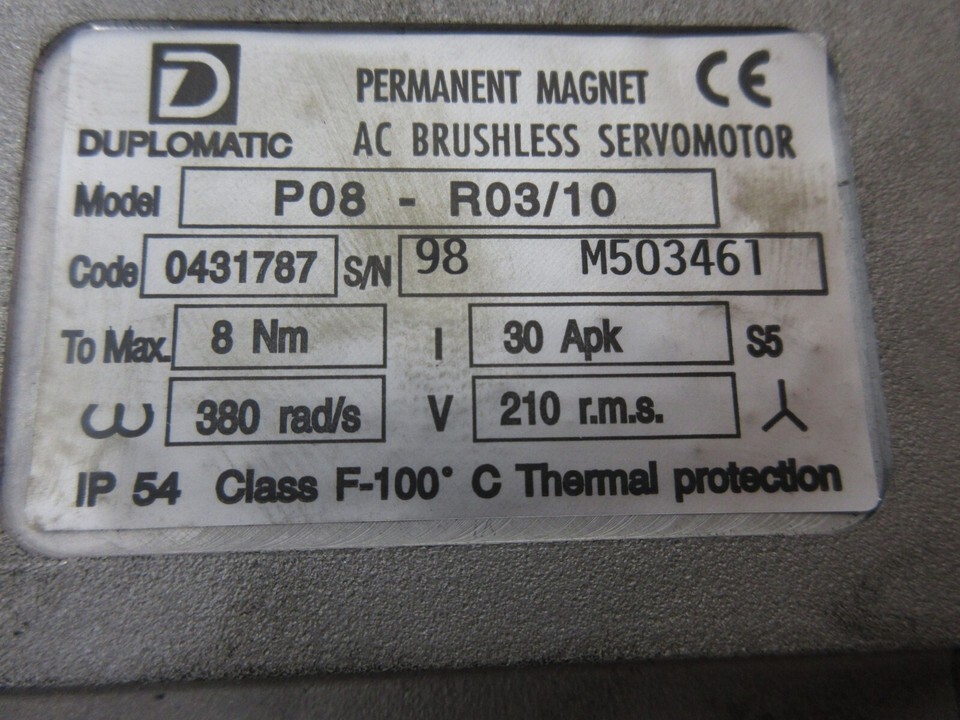 D
DUPLOMATIC
PERMANENT MAGNET CE
AC BRUSHLESS SERVOMOTOR
Model P08 - R03/10
Code 0431787 S/N 98 M503461
To Max. 8 Nm I 30 Apk S5
ω 380 rad/s V 210 r.m.s.
IP 54 Class F-100° C Thermal protection